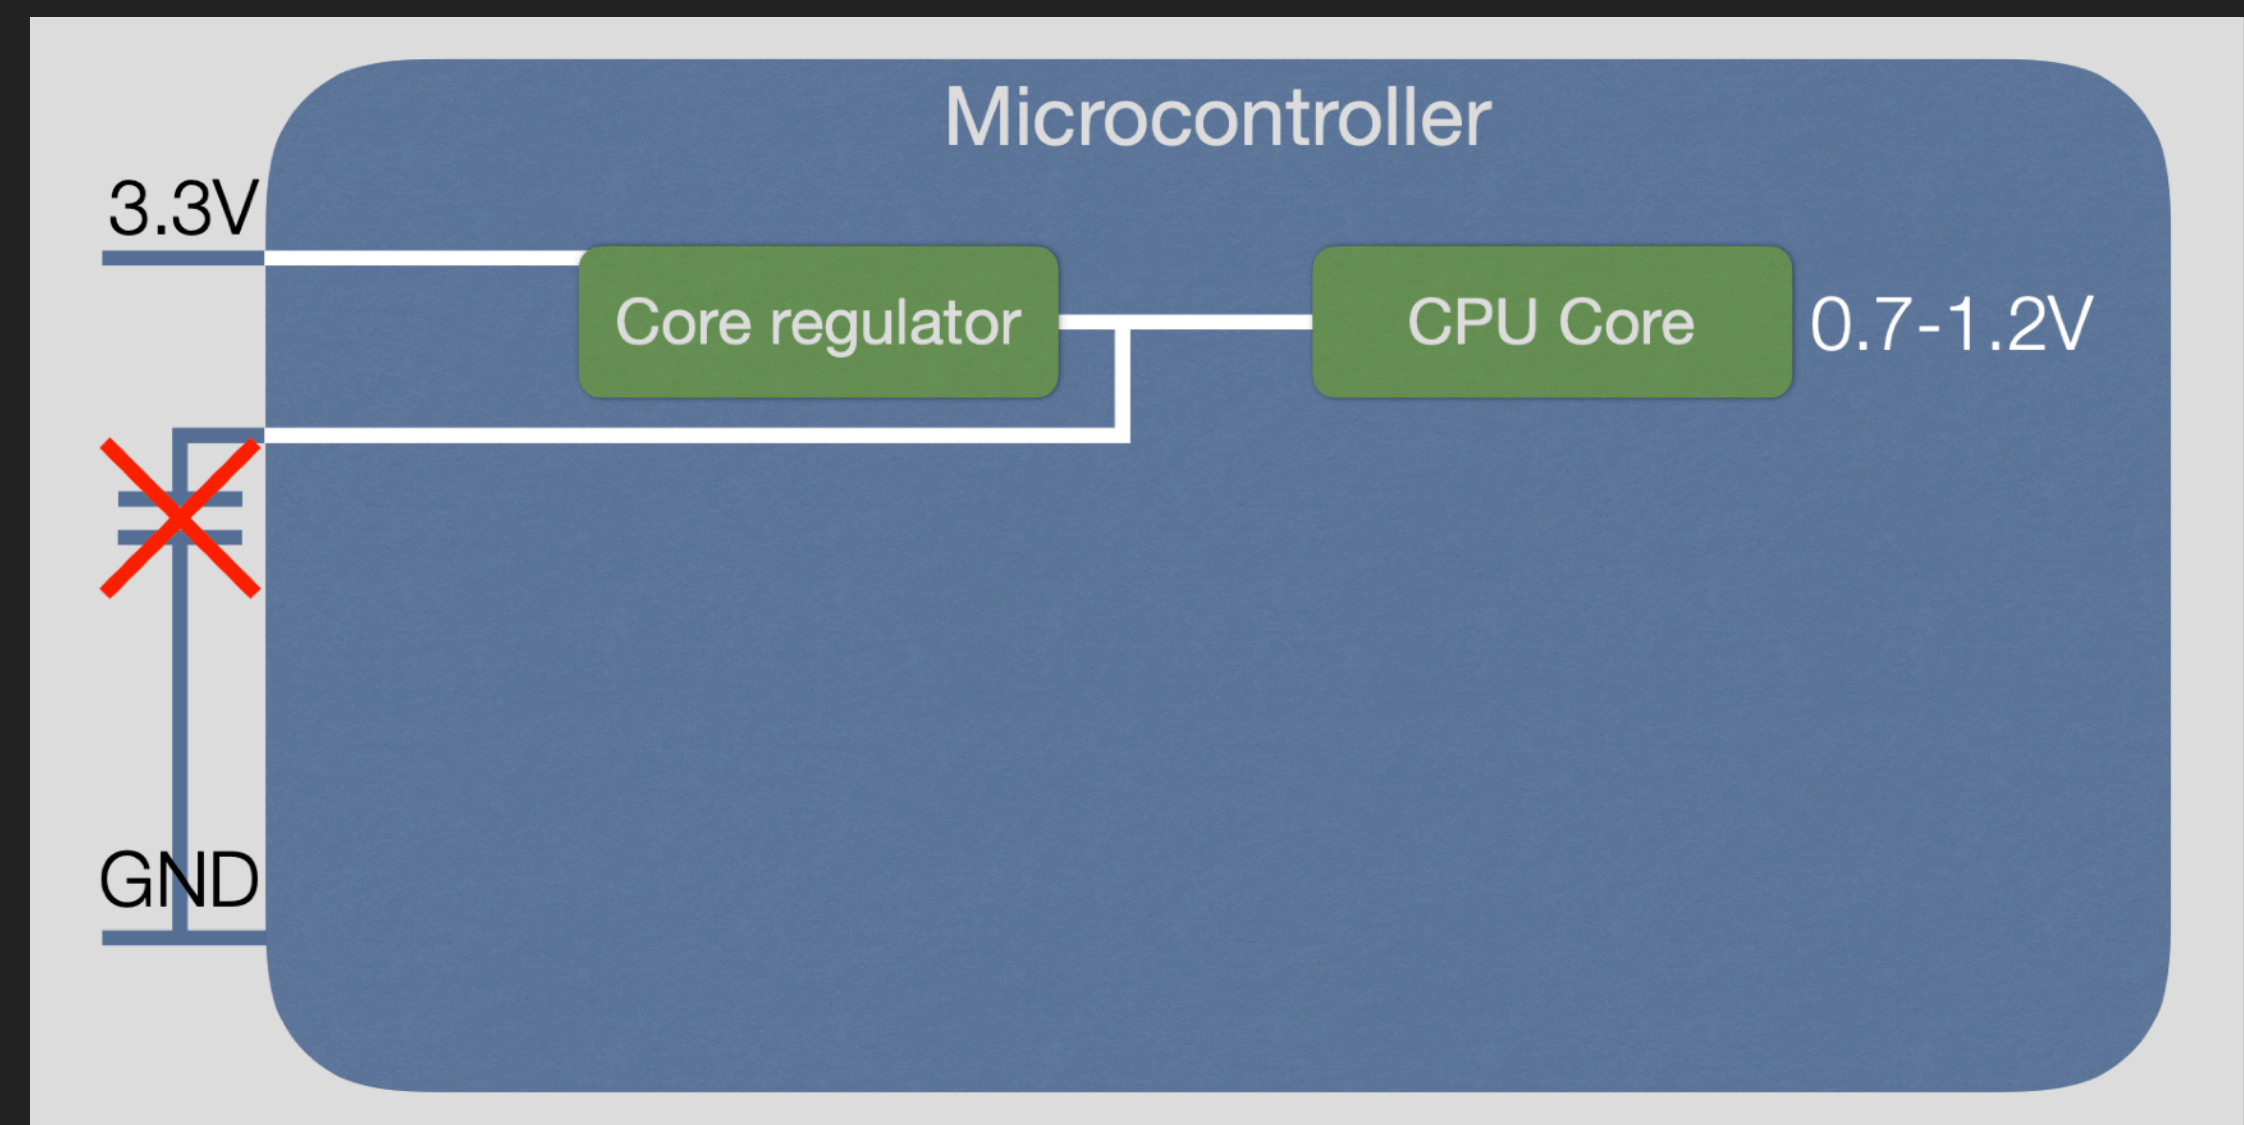 Microcontroller
3.3V
Core regulator
CPU Core
0.7-1.2V
GND